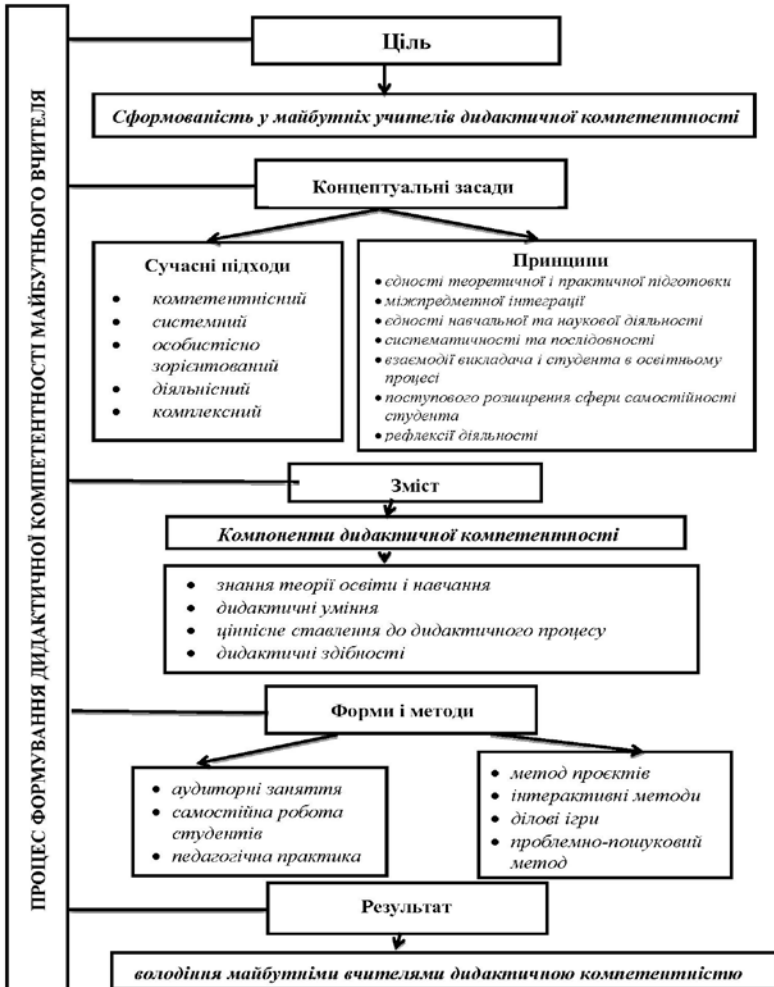 ПРОЦЕС ФОРМУВАННЯ ДИДАКТИЧНОЇ КОМПЕТЕНТНОСТІ МАЙБУТНЬОГО ВЧИТЕЛЯ
Ціль
Сформованість у майбутніх учителів дидактичної компетентності
Концептуальні засади
Сучасні підходи
• компетентнісний
• системний
• особистісно
зорієнтований
• діяльнісний
• комплексний
Принципи
• єдності теоретичної і практичної підготовки
• міжпредметної інтеграції
• єдності навчальної та наукової діяльності
• систематичності та послідовності
• взаємодії викладача і студента в освітньому
процесі
• поступового розширення сфери самостійності
студента
• рефлексії діяльності
Зміст
Компоненти дидактичної компетентності
• знання теорії освіти і навчання
• дидактичні уміння
• ціннісне ставлення до дидактичного процесу
• дидактичні здібності
Форми і методи
• аудиторні заняття
• самостійна робота
студентів
• педагогічна практика
• метод проєктів
• інтерактивні методи
• ділові ігри
• проблемно-пошуковий
метод
Результат
володіння майбутніми вчителями дидактичною компетентністю